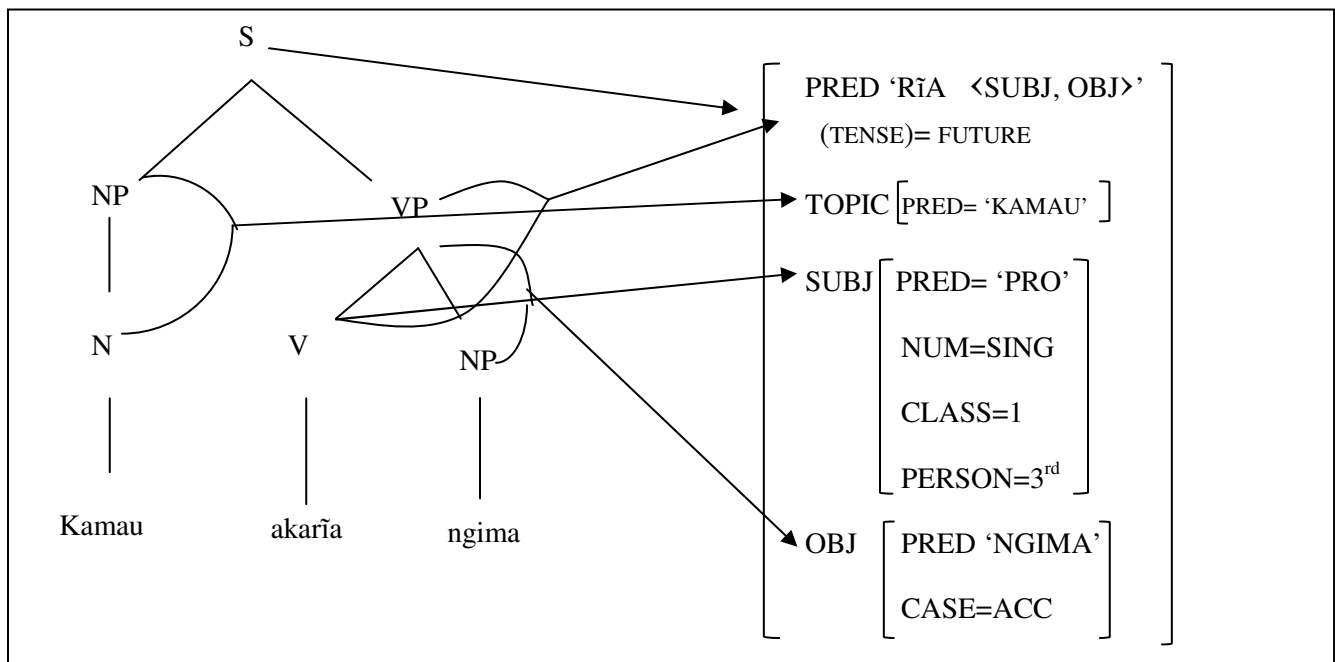 S
NP
VP
N
V
NP
Kamau
akarĩa
ngima
PRED ‘RĩA ‹SUBJ, OBJ›’
(TENSE)= FUTURE
TOPIC [PRED= ‘KAMAU’ ]
SUBJ PRED= ‘PRO’
NUM=SING
CLASS=1
PERSON=3rd
OBJ PRED ‘NGIMA’
CASE=ACC